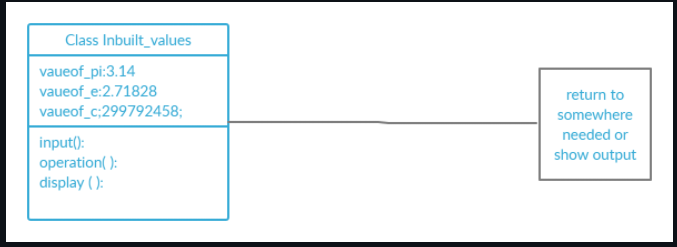 Class Inbuilt_values
vaueof_pi:3.14
vaueof_e:2.71828
vaueof_c;299792458;
input():
operation( ):
display ( ):
return to
somewhere
needed or
show output